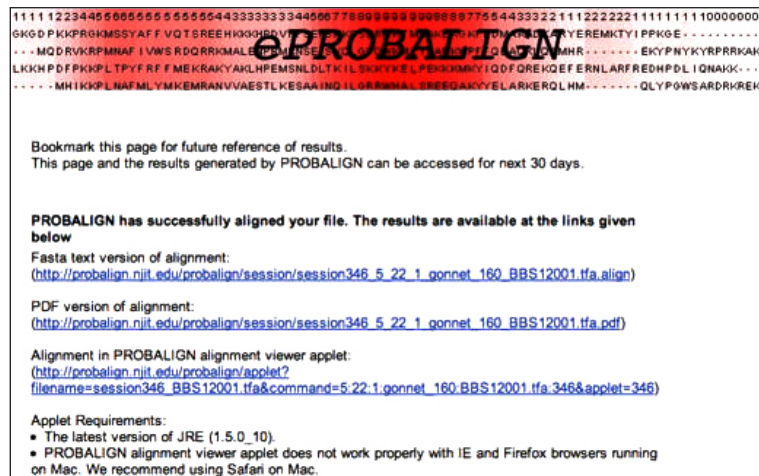 ePROBALIGN
Bookmark this page for future reference of results.
This page and the results generated by PROBALIGN can be accessed for next 30 days.
PROBALIGN has successfully aligned your file. The results are available at the links given
below
Fasta text version of alignment:
(http://probalign.njit.edu/probalign/session/session346_5_22_1_gonnet_160_BBS12001.tfa.align)
PDF version of alignment:
(http://probalign.njit.edu/probalign/session/session346_5_22_1_gonnet_160_BBS12001.tfa.pdf)
Alignment in PROBALIGN alignment viewer applet:
(http://probalign.njit.edu/probalign/applet?
filename=session346_BBS12001.tfa&command=5:22:1:gonnet_160:BBS12001.tfa:346&applet=346)
Applet Requirements:
• The latest version of JRE (1.5.0_10).
• PROBALIGN alignment viewer applet does not work properly with IE and Firefox browsers running
on Mac. We recommend using Safari on Mac.